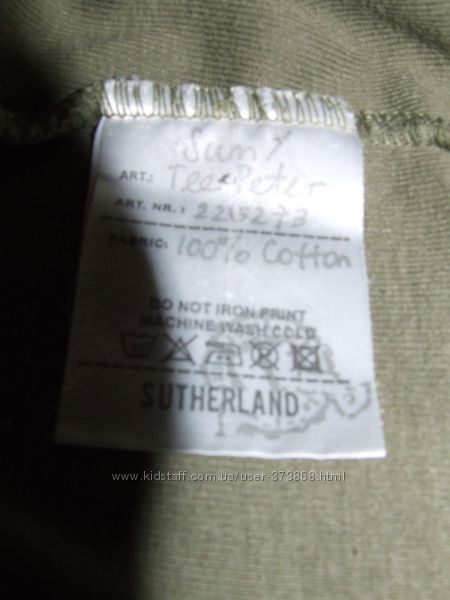 ART.: Tee Peter
ART. NR.: 2215273
FABRIC: 100% Cotton
DO NOT IRON PRINT
MACHINE WASH COLD
SUTHERLAND
www.kidstaff.com.ua/user-373868.html